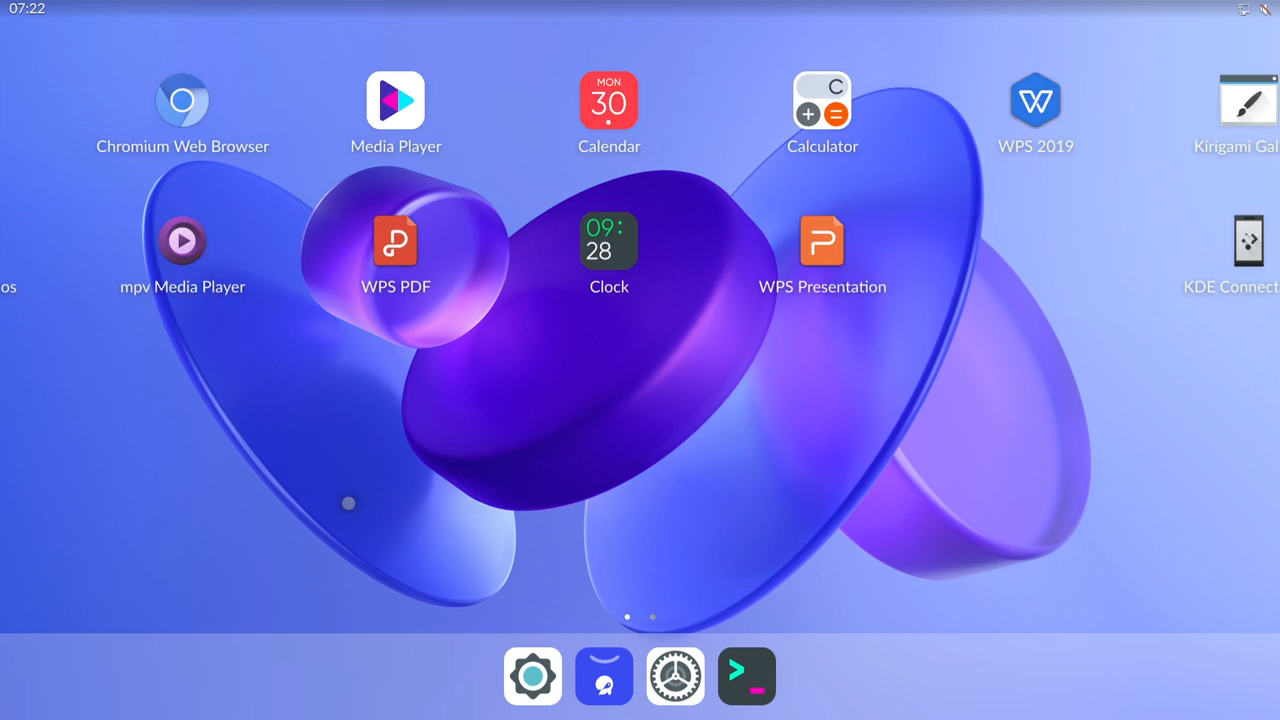 07:22
MON
30
C
Chromium Web Browser
Media Player
Calendar
Calculator
WPS 2019
Kirigami Gal
09:
28
os
mpv Media Player
WPS PDF
Clock
WPS Presentation
KDE Connect